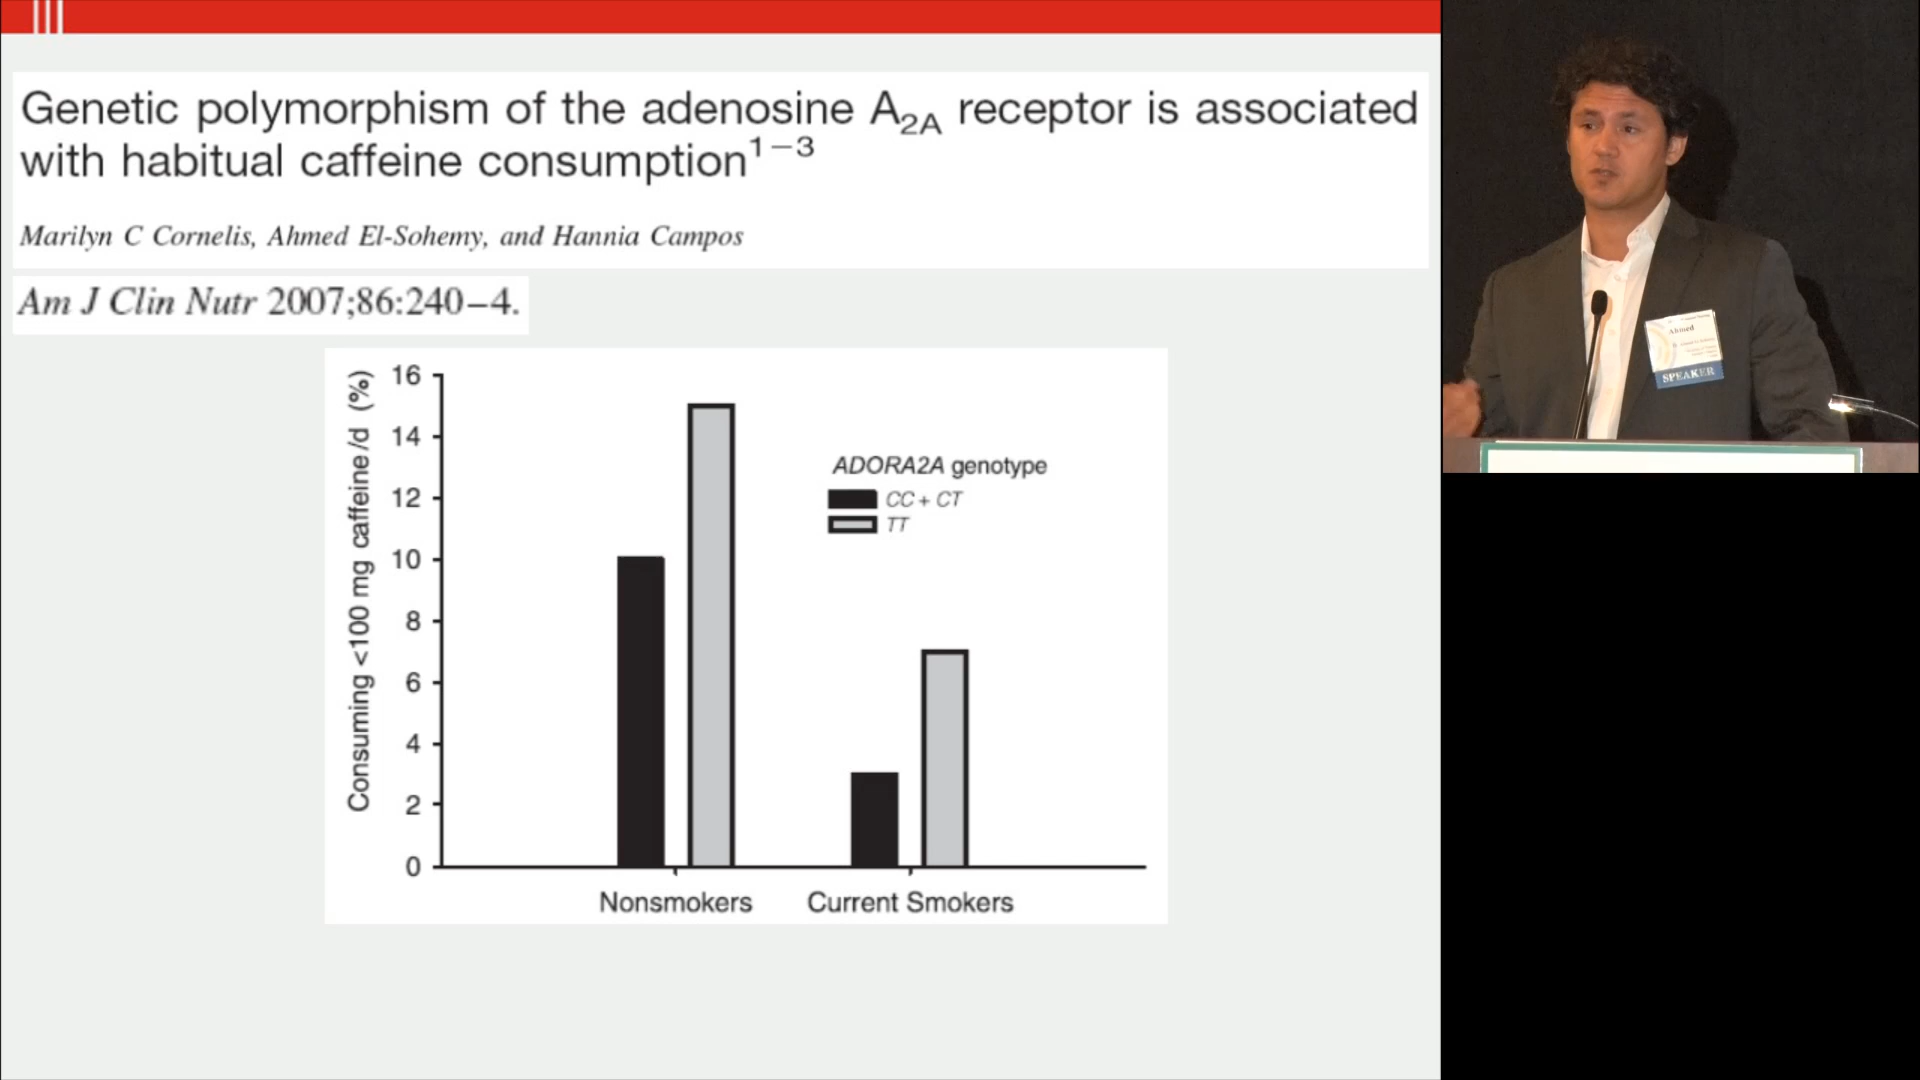 Genetic polymorphism of the adenosine A2A receptor is associated
with habitual caffeine consumption1–3
Marilyn C Cornelis, Ahmed El-Sohemy, and Hannia Campos
Am J Clin Nutr 2007;86:240–4.
Consuming <100 mg caffeine/d (%)
16
14
12
10
8
6
4
2
0
ADORA2A genotype
CC + CT
TT
Nonsmokers
Current Smokers
Ahmed
SPEAKER